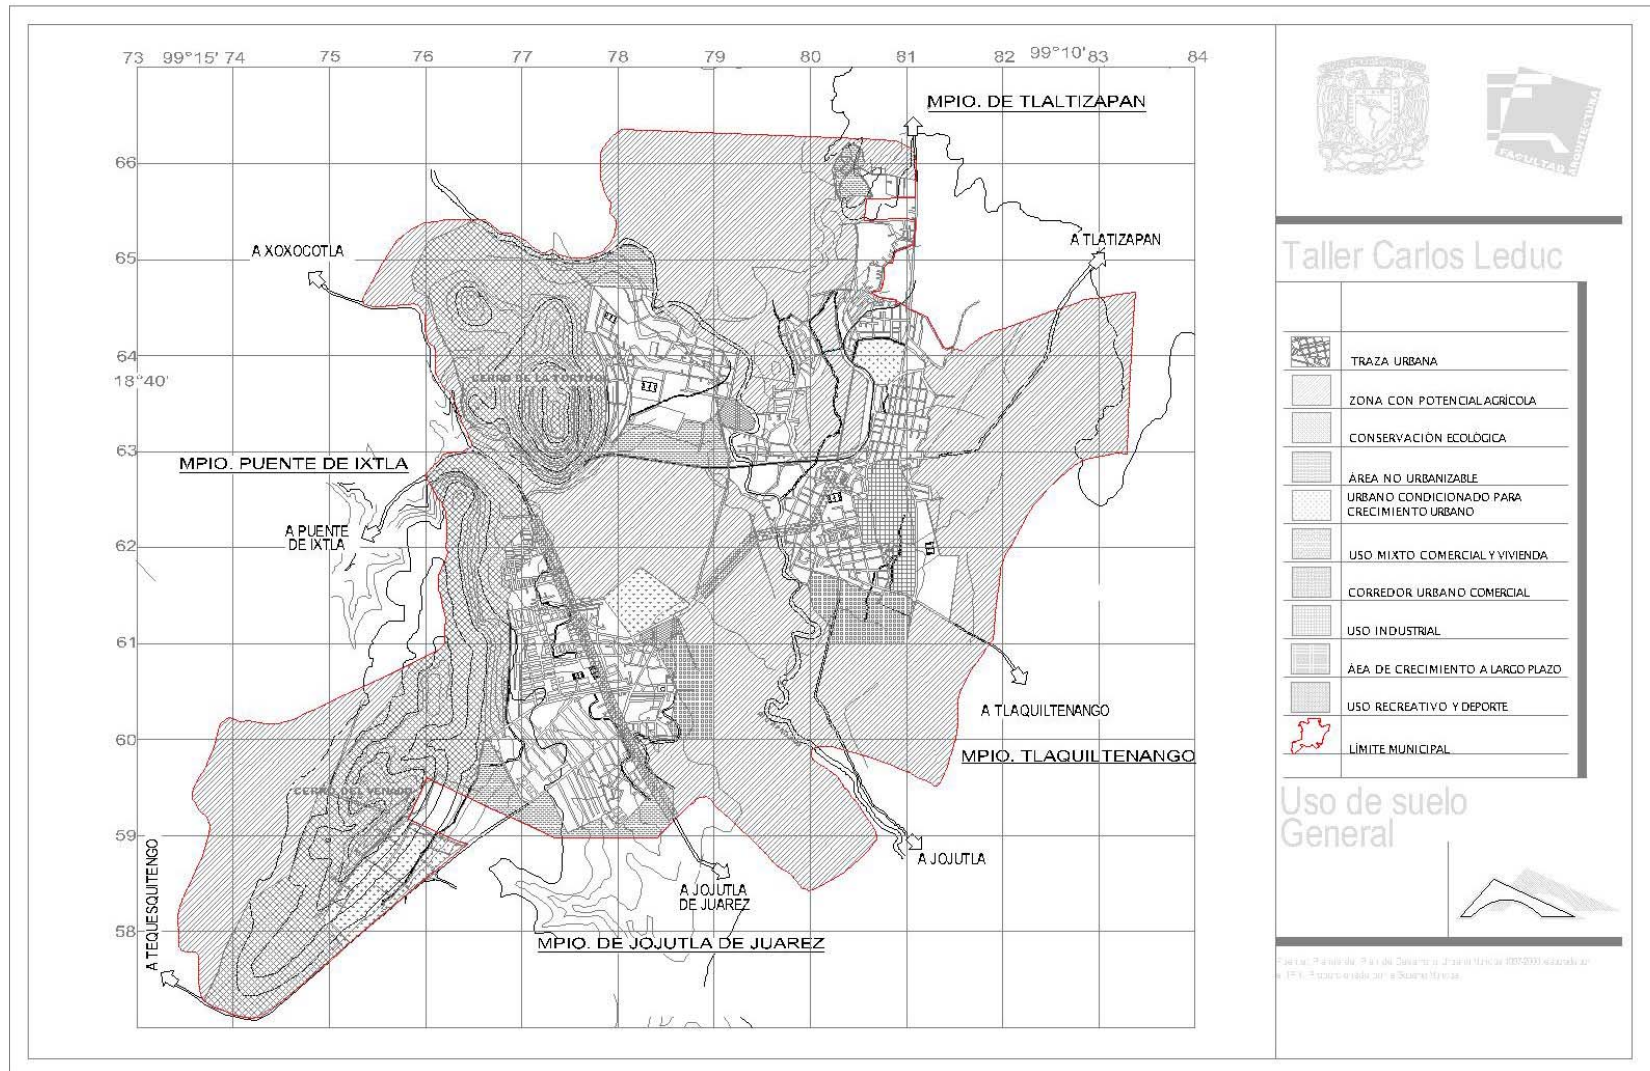 73 99°15' 74 75 76 77 78 79 80 81 82 99°10' 83 84
MPIO. DE TLALTIZAPAN
66
A XOXOCOTLA
A TLATIZAPAN
65
64
18°40'
CERRO DE LA TORTUGA
63
MPIO. PUENTE DE IXTLA
A PUENTE
DE IXTLA
62
61
A TLAQUILTENANGO
60
MPIO. TLAQUILTENANGO
CERRO DEL VENADO
59
A JOJUTLA
A TEQUESQUITENGO
A JOJUTLA
DE JUAREZ
58
MPIO. DE JOJUTLA DE JUAREZ
FACULTAD
ARQUITECTURA
Taller Carlos Leduc
TRAZA URBANA
ZONA CON POTENCIAL AGRÍCOLA
CONSERVACIÓN ECOLÓGICA
ÁREA NO URBANIZABLE
URBANO CONDICIONADO PARA
CRECIMIENTO URBANO
USO MIXTO COMERCIAL Y VIVIENDA
CORREDOR URBANO COMERCIAL
USO INDUSTRIAL
ÁEA DE CRECIMIENTO A LARGO PLAZO
USO RECREATIVO Y DEPORTE
LÍMITE MUNICIPAL
Uso de suelo
General